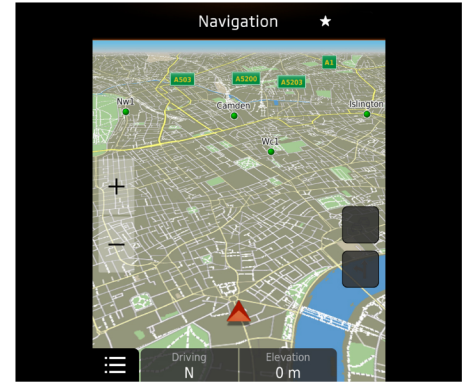 Navigation
A1
A503
A5200
A5203
Nw1
Camden
Islington
Wc1
+
−
Driving
Elevation
N
0 m